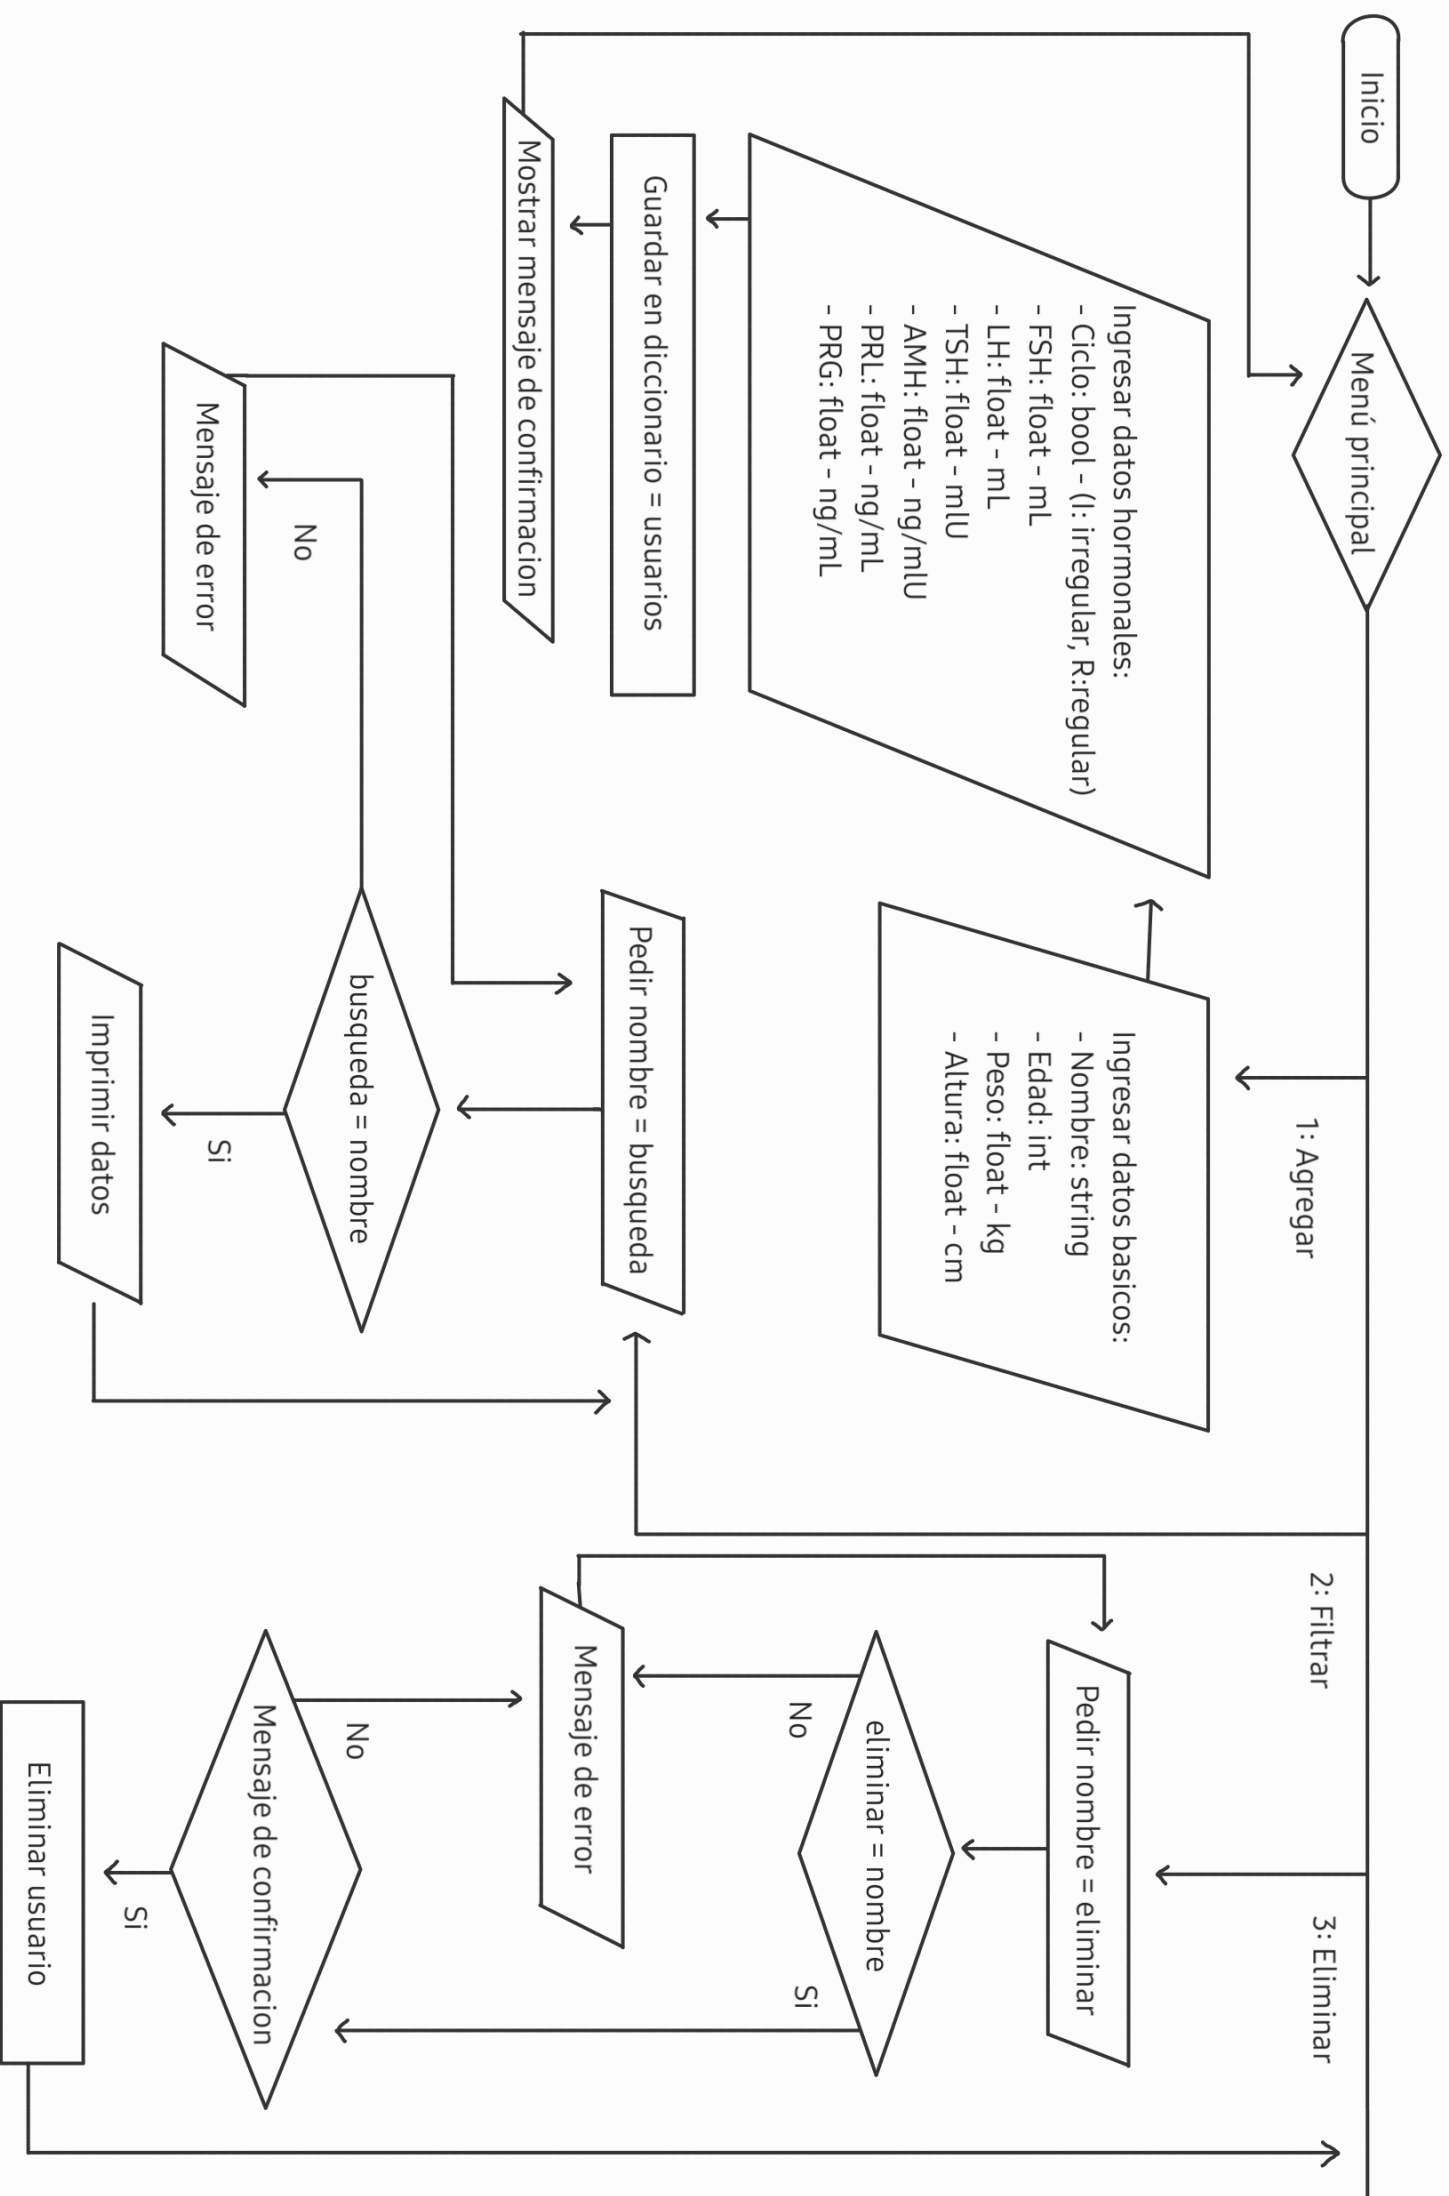 Inicio
Menú principal
1: Agregar
2: Filtrar
3: Eliminar
Ingresar datos hormonales:
- Ciclo: bool - (I: irregular, R:regular)
- FSH: float - mL
- LH: float - mL
- TSH: float - mlU
- AMH: float - ng/mlU
- PRL: float - ng/mL
- PRG: float - ng/mL
Guardar en diccionario = usuarios
Mostrar mensaje de confirmacion
Ingresar datos basicos:
- Nombre: string
- Edad: int
- Peso: float - kg
- Altura: float - cm
Pedir nombre = busqueda
busqueda = nombre
No
Mensaje de error
Si
Imprimir datos
Pedir nombre = eliminar
eliminar = nombre
No
Si
Mensaje de error
No
Mensaje de confirmacion
Si
Eliminar usuario